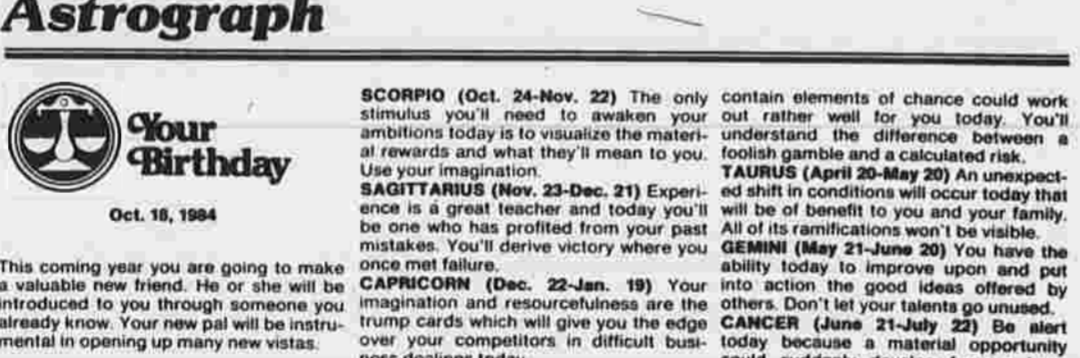 Astrograph
Your
Birthday
Oct. 18, 1984
This coming year you are going to make
a valuable new friend. He or she will be
introduced to you through someone you
already know. Your new pal will be instru-
mental in opening up many new vistas.
SCORPIO (Oct. 24-Nov. 22) The only
stimulus you'll need to awaken your
ambitions today is to visualize the materi-
al rewards and what they'll mean to you.
Use your imagination.
SAGITTARIUS (Nov. 23-Dec. 21) Experi-
ence is a great teacher and today you'll
be one who has profited from your past
mistakes. You'll derive victory where you
once met failure.
CAPRICORN (Dec. 22-Jan. 19) Your
imagination and resourcefulness are the
trump cards which will give you the edge
over your competitors in difficult busi-
ness dealings today.
contain elements of chance could work
out rather well for you today. You'll
understand the difference between a
foolish gamble and a calculated risk.
TAURUS (April 20-May 20) An unexpect-
ed shift in conditions will occur today that
will be of benefit to you and your family.
All of its ramifications won't be visible.
GEMINI (May 21-June 20) You have the
ability today to improve upon and put
into action the good ideas offered by
others. Don't let your talents go unused.
CANCER (June 21-July 22) Be alert
today because a material opportunity
could suddenly